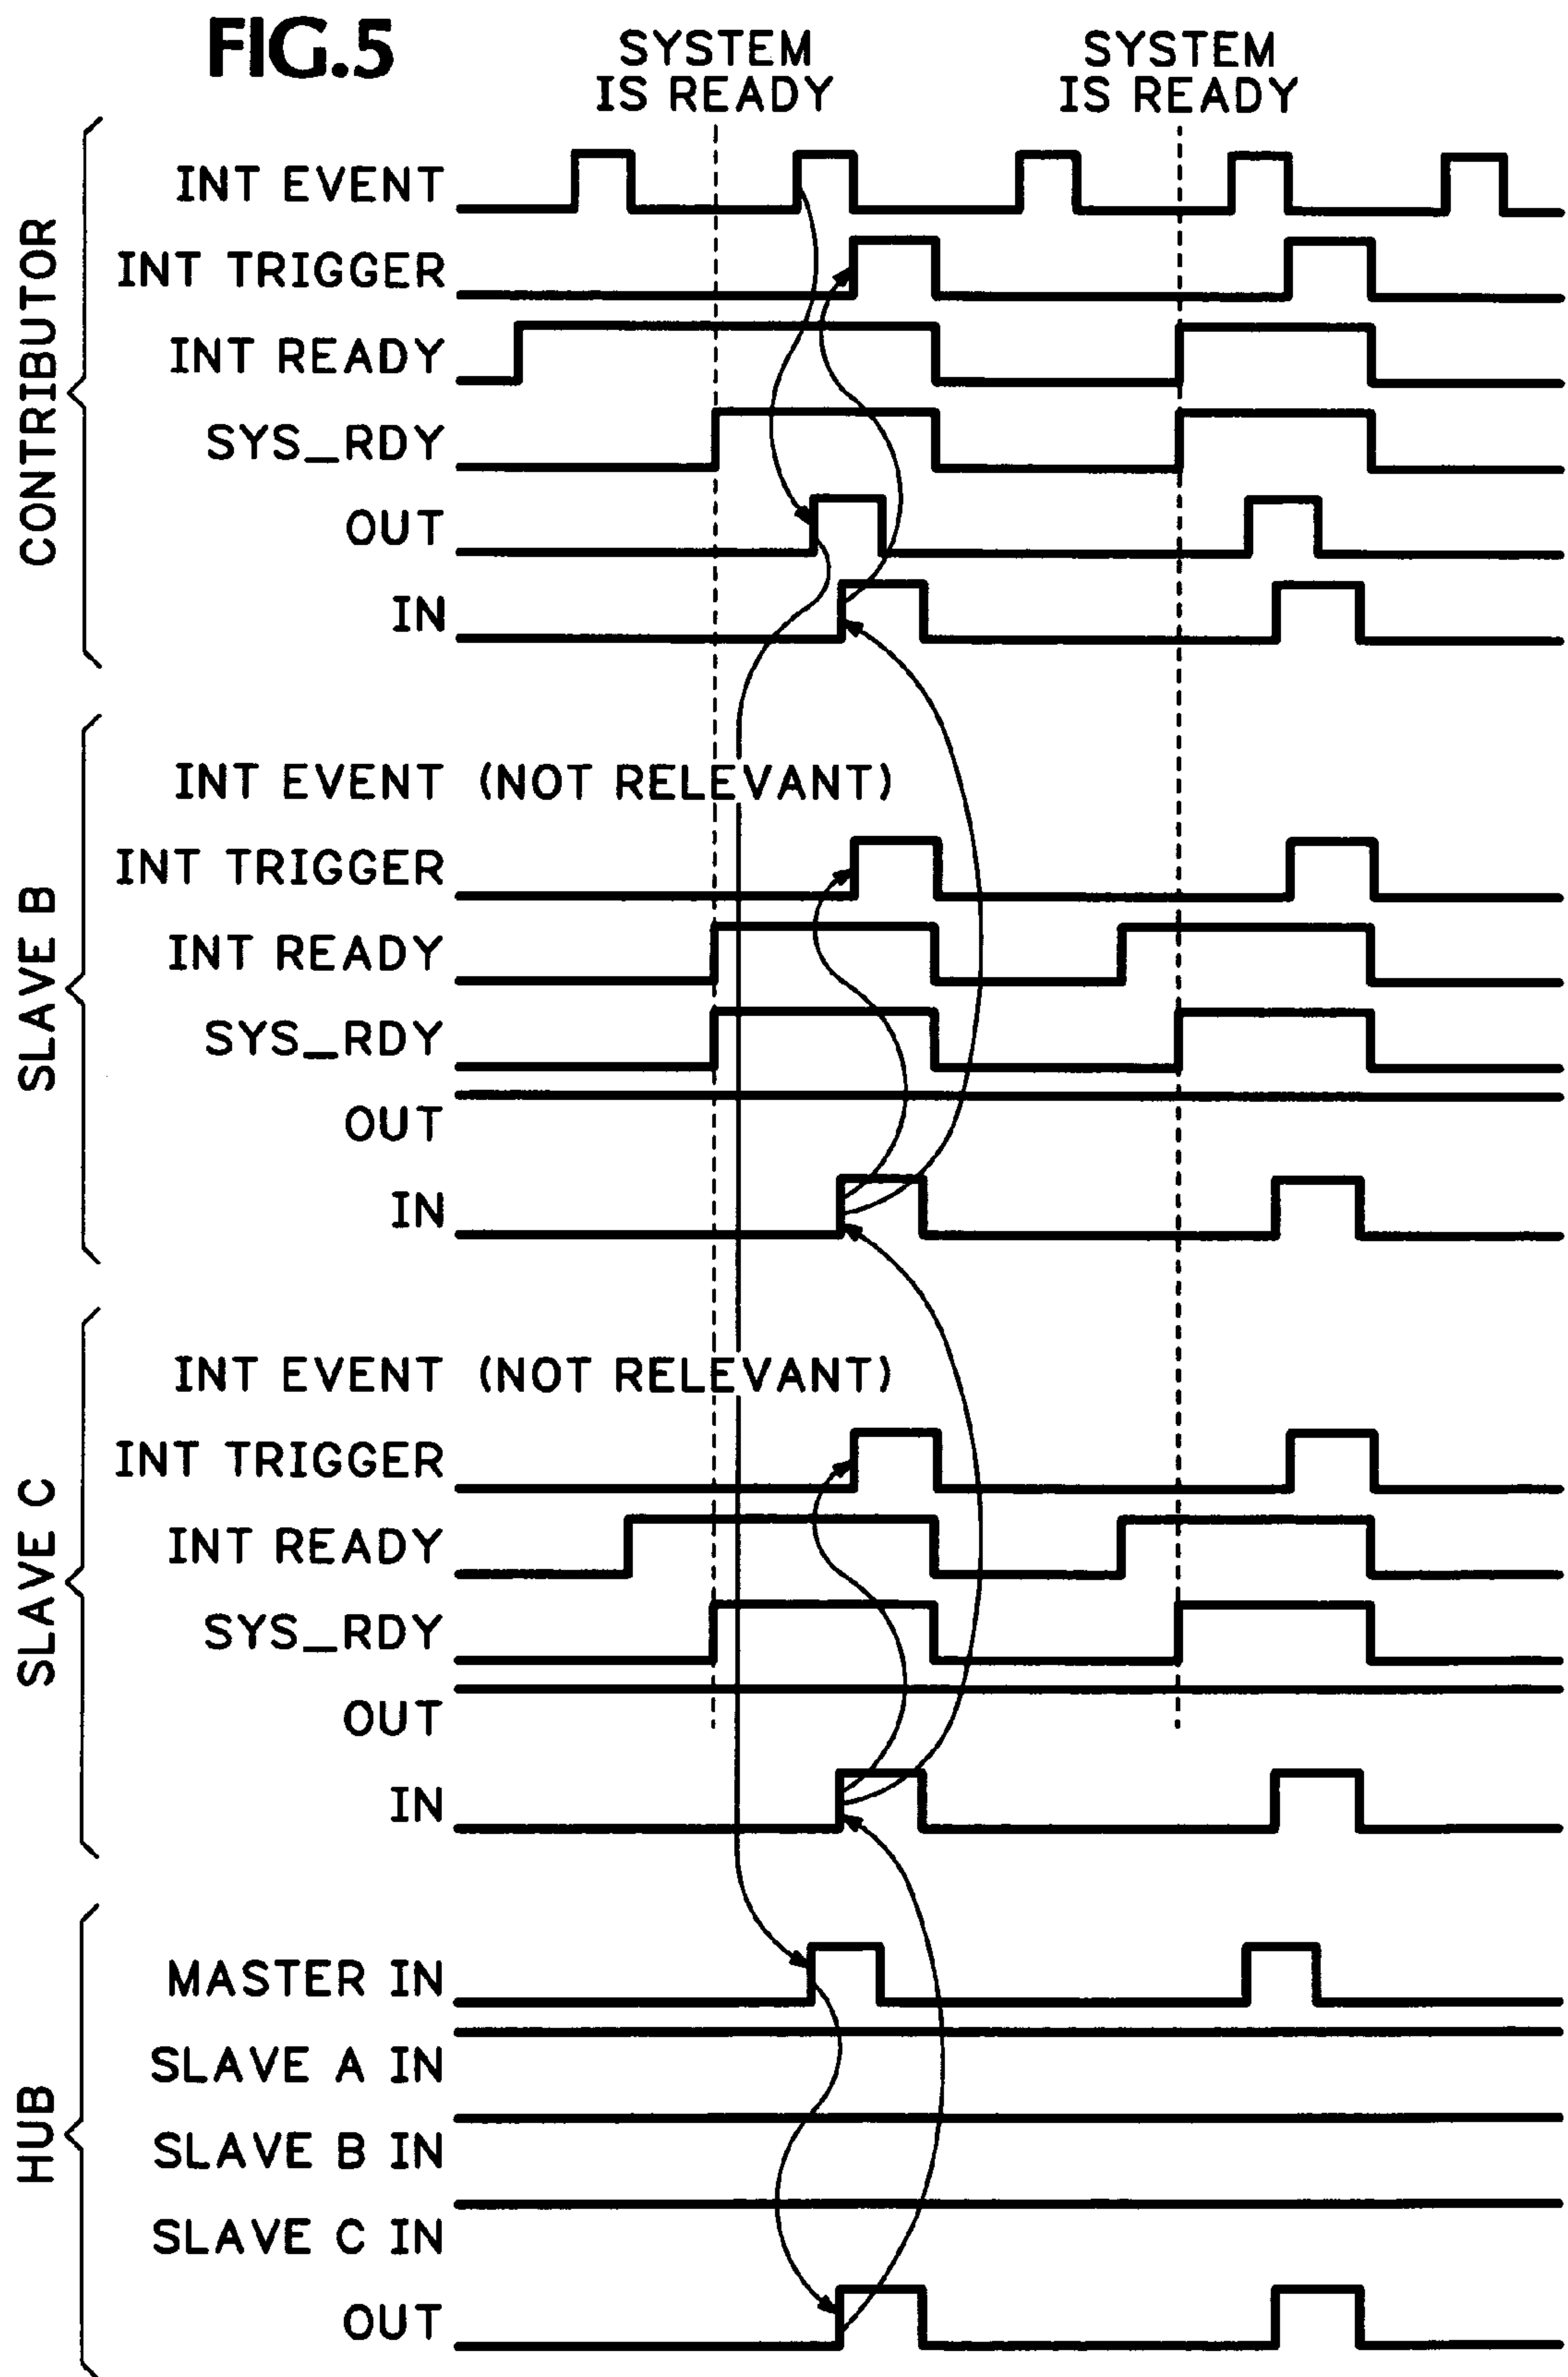 FIG.5
SYSTEM
IS READY
SYSTEM
IS READY
CONTRIBUTOR
INT EVENT
INT TRIGGER
INT READY
SYS_RDY
OUT
IN
SLAVE B
INT EVENT (NOT RELEVANT)
INT TRIGGER
INT READY
SYS_RDY
OUT
IN
SLAVE C
INT EVENT (NOT RELEVANT)
INT TRIGGER
INT READY
SYS_RDY
OUT
IN
HUB
MASTER IN
SLAVE A IN
SLAVE B IN
SLAVE C IN
OUT